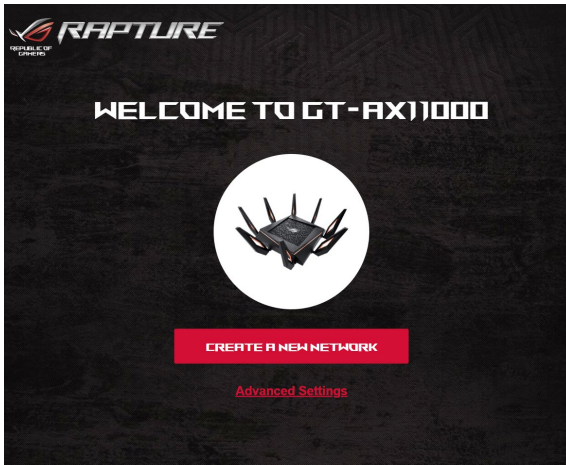 RAPTURE
REPUBLIC OF
GAMERS
WELCOME TO GT-AX11000
CREATE A NEW NETWORK
Advanced Settings